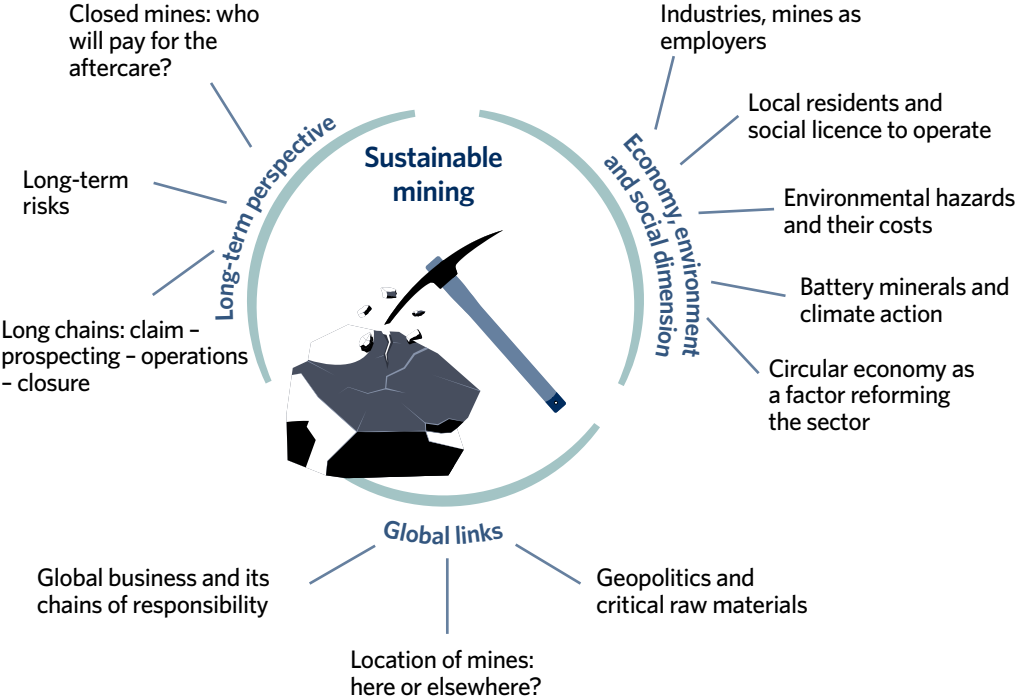 Closed mines: who
will pay for the
aftercare?
Industries, mines as
employers
Local residents and
social licence to operate
Long-term perspective
Sustainable
mining
Economy, environment
and social dimension
Long-term
risks
Environmental hazards
and their costs
Battery minerals and
climate action
Long chains: claim –
prospecting – operations
– closure
Circular economy as
a factor reforming
the sector
Global links
Global business and its
chains of responsibility
Geopolitics and
critical raw materials
Location of mines:
here or elsewhere?